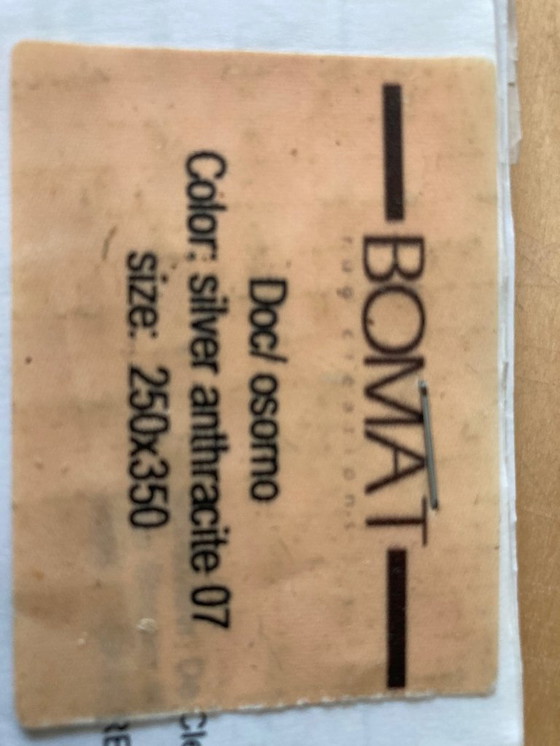 BOMAT
rug creations
Doc/ osorno
Color: silver anthracite 07
size: 250x350